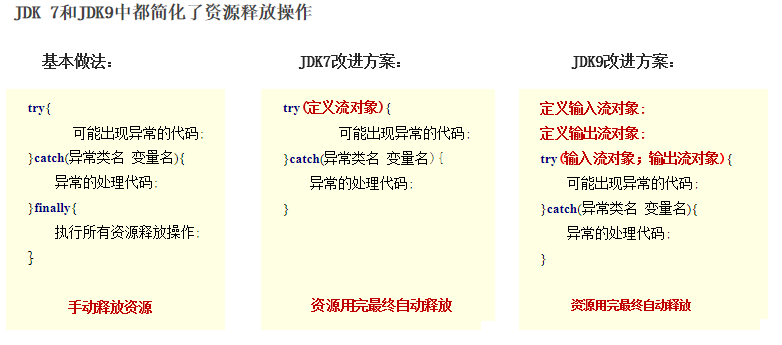 JDK 7和JDK9中都简化了资源释放操作
基本做法:
try{
可能出现异常的代码;
}catch(异常类名 变量名){
异常的处理代码;
}finally{
执行所有资源释放操作;
}
手动释放资源
JDK7改进方案:
try(定义流对象){
可能出现异常的代码;
}catch(异常类名 变量名){
异常的处理代码;
}
资源用完最终自动释放
JDK9改进方案:
定义输入流对象;
定义输出流对象;
try(输入流对象;输出流对象){
可能出现异常的代码;
}catch(异常类名 变量名){
异常的处理代码;
}
资源用完最终自动释放